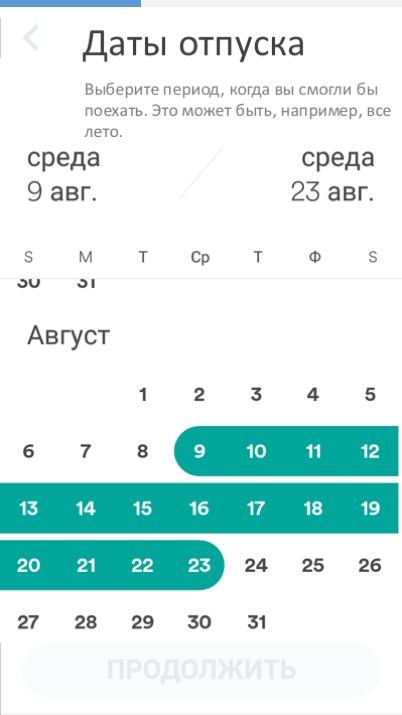 Даты отпуска
Выберите период, когда вы смогли бы
поехать. Это может быть, например, все
лето.
среда среда
9 авг. 23 авг.
S M T Ср T Ф S
30 31
Август
1 2 3 4 5
6 7 8 9 10 11 12
13 14 15 16 17 18 19
20 21 22 23 24 25 26
27 28 29 30 31
ПРОДОЛЖИТЬ